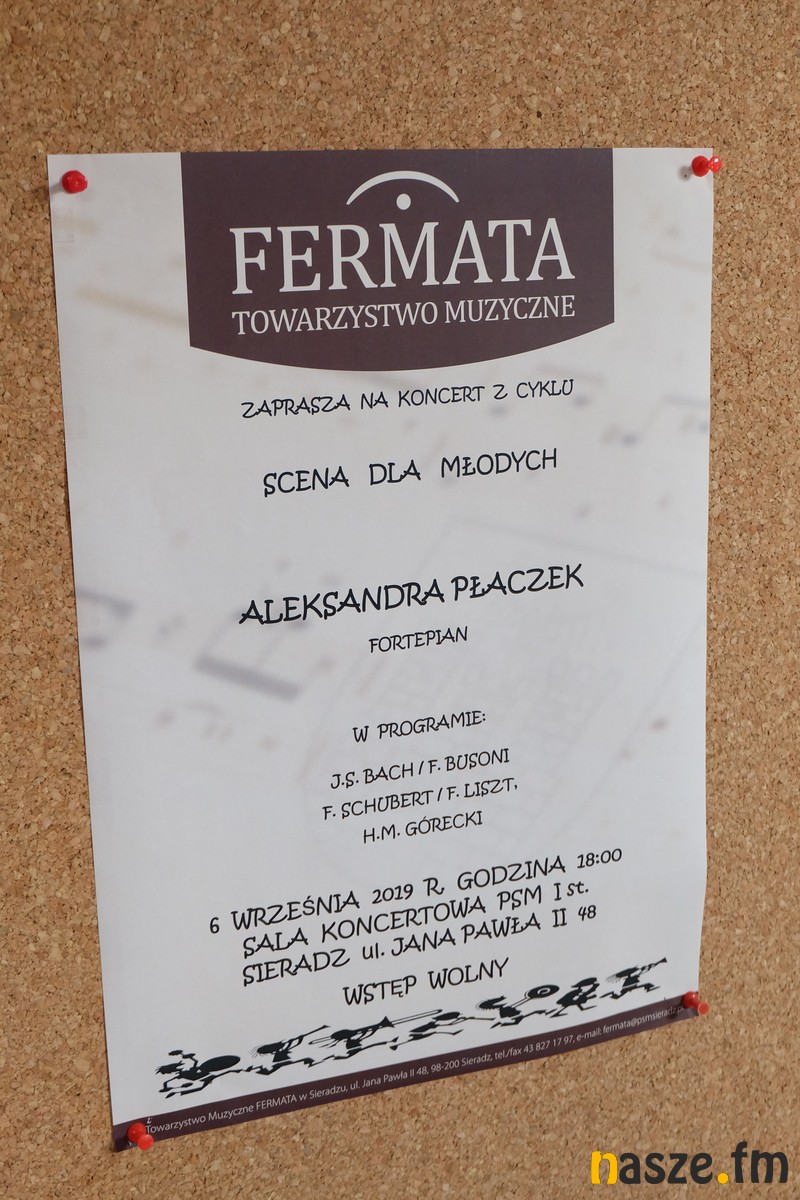 FERMATA
TOWARZYSTWO MUZYCZNE
ZAPRASZA NA KONCERT Z CYKLU
SCENA DLA MŁODYCH
ALEKSANDRA PŁACZEK
FORTEPIAN
W PROGRAMIE:
J.S. BACH / F. BUSONI
F. SCHUBERT / F. LISZT,
H.M. GÓRECKI
6 WRZEŚNIA 2019 R. GODZINA 18:00
SALA KONCERTOWA PSM I st.
SIERADZ ul. JANA PAWŁA II 48
WSTĘP WOLNY
Towarzystwo Muzyczne FERMATA w Sieradzu, ul. Jana Pawła II 48, 98-200 Sieradz, tel./fax 43 827 17 97, e-mail: fermata@psmsieradz.pl
nasze.fm